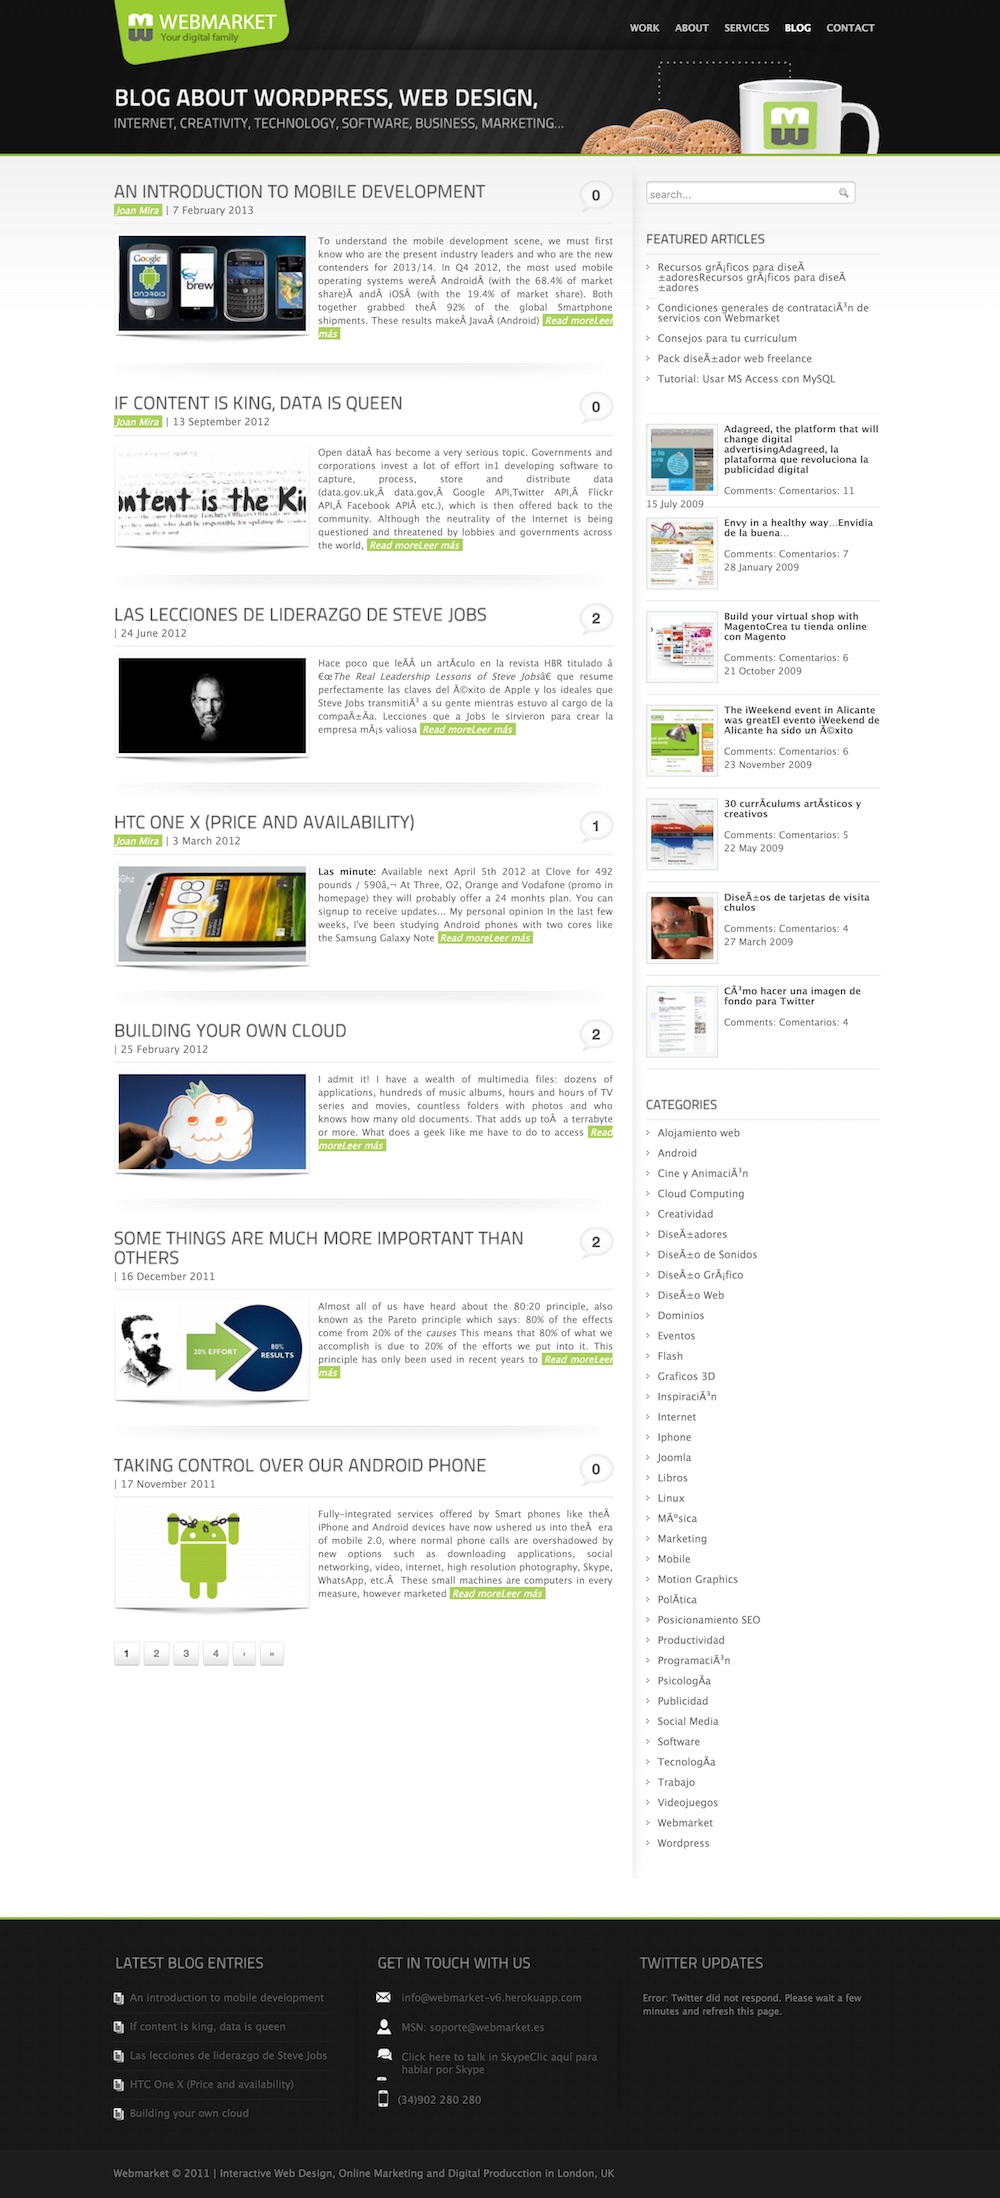 WEBMARKET
Your digital family
WORK ABOUT SERVICES BLOG CONTACT
BLOG ABOUT WORDPRESS, WEB DESIGN,
INTERNET, CREATIVITY, TECHNOLOGY, SOFTWARE, BUSINESS, MARKETING...
AN INTRODUCTION TO MOBILE DEVELOPMENT
0
Joan Mira | 7 February 2013
Google
ANDROID
brew
To understand the mobile development scene, we must first
know who are the present industry leaders and who are the new
contenders for 2013/14. In Q4 2012, the most used mobile
operating systems wereÂ AndroidÂ (with the 68.4% of market
share)Â andÂ iOSÂ (with the 19.4% of market share). Both
together grabbed theÂ 92% of the global Smartphone
shipments. These results makeÂ JavaÂ (Android) Read moreLeer
más
IF CONTENT IS KING, DATA IS QUEEN
0
Joan Mira | 13 September 2012
ntent is the Ki
Open dataÂ has become a very serious topic. Governments and
corporations invest a lot of effort in1 developing software to
capture, process, store and distribute data
(data.gov.uk,Â data.gov,Â Google API,Twitter API,Â Flickr
API,Â Facebook APIÂ etc.), which is then offered back to the
community. Although the neutrality of the Internet is being
questioned and threatened by lobbies and governments across
the world, Read moreLeer más
LAS LECCIONES DE LIDERAZGO DE STEVE JOBS
2
| 24 June 2012
Hace poco que leÃÂ un artÃculo en la revista HBR titulado â
€œThe Real Leadership Lessons of Steve Jobsâ€ que resume
perfectamente las claves del Ã©xito de Apple y los ideales que
Steve Jobs transmitiÃ³ a su gente mientras estuvo al cargo de la
compaÃ±Ãa. Lecciones que a Jobs le sirvieron para crear la
empresa mÃ¡s valiosa Read moreLeer más
HTC ONE X (PRICE AND AVAILABILITY)
1
Joan Mira | 3 March 2012
Las minute: Available next April 5th 2012 at Clove for 492
pounds / 590â‚¬ At Three, O2, Orange and Vodafone (promo in
homepage) they will probably offer a 24 monhts plan. You can
signup to receive updates... My personal opinion In the last few
weeks, I've been studying Android phones with two cores like
the Samsung Galaxy Note Read moreLeer más
BUILDING YOUR OWN CLOUD
2
| 25 February 2012
I admit it! I have a wealth of multimedia files: dozens of
applications, hundreds of music albums, hours and hours of TV
series and movies, countless folders with photos and who
knows how many old documents. That adds up toÂ a terrabyte
or more. What does a geek like me have to do to access Read
moreLeer más
SOME THINGS ARE MUCH MORE IMPORTANT THAN
OTHERS
2
| 16 December 2011
20% EFFORT
80%
RESULTS
Almost all of us have heard about the 80:20 principle, also
known as the Pareto principle which says: 80% of the effects
come from 20% of the causes This means that 80% of what we
accomplish is due to 20% of the efforts we put into it. This
principle has only been used in recent years to Read moreLeer
más
TAKING CONTROL OVER OUR ANDROID PHONE
0
| 17 November 2011
Fully-integrated services offered by Smart phones like theÂ
iPhone and Android devices have now ushered us into theÂ era
of mobile 2.0, where normal phone calls are overshadowed by
new options such as downloading applications, social
networking, video, internet, high resolution photography, Skype,
WhatsApp, etc.Â These small machines are computers in every
measure, however marketed Read moreLeer más
1 2 3 4 › »
search...
FEATURED ARTICLES
Recursos grÃ¡ficos para diseÃ
±adoresRecursos grÃ¡ficos para diseÃ
±adores
Condiciones generales de contrataciÃ³n de
servicios con Webmarket
Consejos para tu curriculum
Pack diseÃ±ador web freelance
Tutorial: Usar MS Access con MySQL
Adagreed, the platform that will
change digital
advertisingAdagreed, la
plataforma que revoluciona la
publicidad digital
Comments: Comentarios: 11
15 July 2009
Envy in a healthy way...Envidia
de la buena...
Comments: Comentarios: 7
28 January 2009
Build your virtual shop with
MagentoCrea tu tienda online
con Magento
Comments: Comentarios: 6
21 October 2009
The iWeekend event in Alicante
was greatEl evento iWeekend de
Alicante ha sido un Ã©xito
Comments: Comentarios: 6
23 November 2009
30 currÃculums artÃsticos y
creativos
Comments: Comentarios: 5
22 May 2009
DiseÃ±os de tarjetas de visita
chulos
Comments: Comentarios: 4
27 March 2009
CÃ³mo hacer una imagen de
fondo para Twitter
Comments: Comentarios: 4
CATEGORIES
Alojamiento web
Android
Cine y AnimaciÃ³n
Cloud Computing
Creatividad
DiseÃ±adores
DiseÃ±o de Sonidos
DiseÃ±o GrÃ¡fico
DiseÃ±o Web
Dominios
Eventos
Flash
Graficos 3D
InspiraciÃ³n
Internet
Iphone
Joomla
Libros
Linux
MÃºsica
Marketing
Mobile
Motion Graphics
PolÃtica
Posicionamiento SEO
Productividad
ProgramaciÃ³n
PsicologÃa
Publicidad
Social Media
Software
TecnologÃa
Trabajo
Videojuegos
Webmarket
Wordpress
LATEST BLOG ENTRIES
An introduction to mobile development
If content is king, data is queen
Las lecciones de liderazgo de Steve Jobs
HTC One X (Price and availability)
Building your own cloud
GET IN TOUCH WITH US
info@webmarket-v6.herokuapp.com
MSN: soporte@webmarket.es
Click here to talk in SkypeClic aquí para
hablar por Skype
(34)902 280 280
TWITTER UPDATES
Error: Twitter did not respond. Please wait a few
minutes and refresh this page.
Webmarket © 2011 | Interactive Web Design, Online Marketing and Digital Producction in London, UK